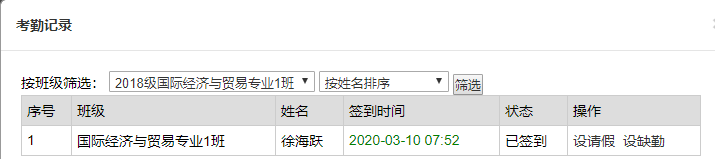 考勤记录
按班级筛选： 2018级国际经济与贸易专业1班 按姓名排序 筛选
序号 班级 姓名 签到时间 状态 操作
1 国际经济与贸易专业1班 徐海跃 2020-03-10 07:52 已签到 设请假 设缺勤